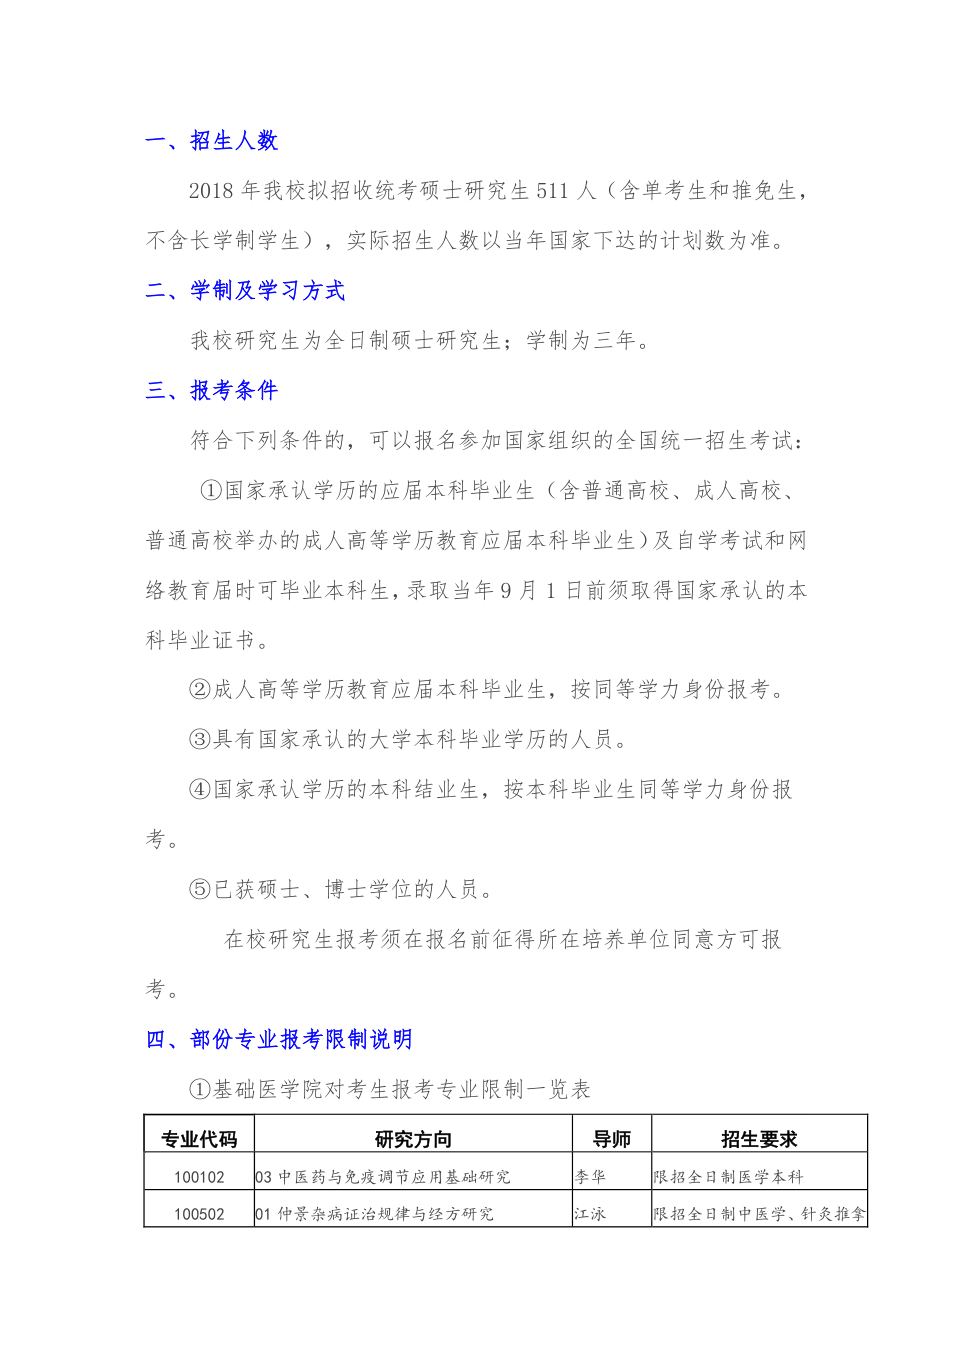 一、招生人数
2018 年我校拟招收统考硕士研究生 511 人（含单考生和推免生，
不含长学制学生），实际招生人数以当年国家下达的计划数为准。
二、学制及学习方式
我校研究生为全日制硕士研究生；学制为三年。
三、报考条件
符合下列条件的，可以报名参加国家组织的全国统一招生考试：
①国家承认学历的应届本科毕业生（含普通高校、成人高校、
普通高校举办的成人高等学历教育应届本科毕业生）及自学考试和网
络教育届时可毕业本科生，录取当年 9 月 1 日前须取得国家承认的本
科毕业证书。
②成人高等学历教育应届本科毕业生，按同等学力身份报考。
③具有国家承认的大学本科毕业学历的人员。
④国家承认学历的本科结业生，按本科毕业生同等学力身份报
考。
⑤已获硕士、博士学位的人员。
在校研究生报考须在报名前征得所在培养单位同意方可报
考。
四、部份专业报考限制说明
①基础医学院对考生报考专业限制一览表
专业代码 研究方向 导师 招生要求
100102 03 中医药与免疫调节应用基础研究 李华 限招全日制医学本科
100502 01 仲景杂病证治规律与经方研究 江泳 限招全日制中医学、针灸推拿